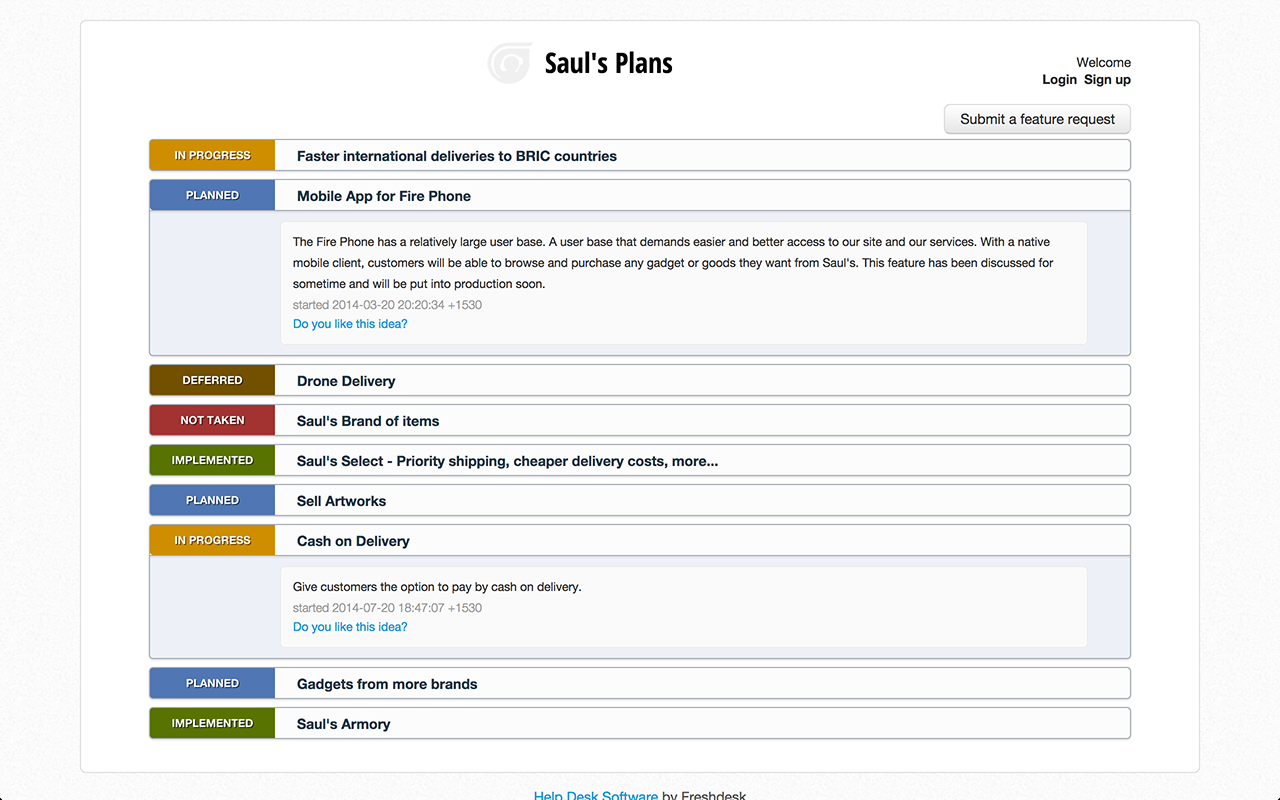 Saul's Plans
Welcome
Login Sign up
Submit a feature request
IN PROGRESS Faster international deliveries to BRIC countries
PLANNED Mobile App for Fire Phone
The Fire Phone has a relatively large user base. A user base that demands easier and better access to our site and our services. With a native
mobile client, customers will be able to browse and purchase any gadget or goods they want from Saul's. This feature has been discussed for
sometime and will be put into production soon.
started 2014-03-20 20:20:34 +1530
Do you like this idea?
DEFERRED Drone Delivery
NOT TAKEN Saul's Brand of items
IMPLEMENTED Saul's Select - Priority shipping, cheaper delivery costs, more...
PLANNED Sell Artworks
IN PROGRESS Cash on Delivery
Give customers the option to pay by cash on delivery.
started 2014-07-20 18:47:07 +1530
Do you like this idea?
PLANNED Gadgets from more brands
IMPLEMENTED Saul's Armory
Help Desk Software by Freshdesk